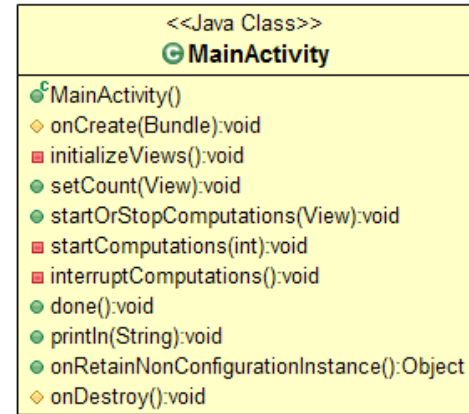 <<Java Class>>
C MainActivity
c MainActivity()
onCreate(Bundle):void
initializeViews():void
setCount(View):void
startOrStopComputations(View):void
startComputations(int):void
interruptComputations():void
done():void
println(String):void
onRetainNonConfigurationInstance():Object
onDestroy():void